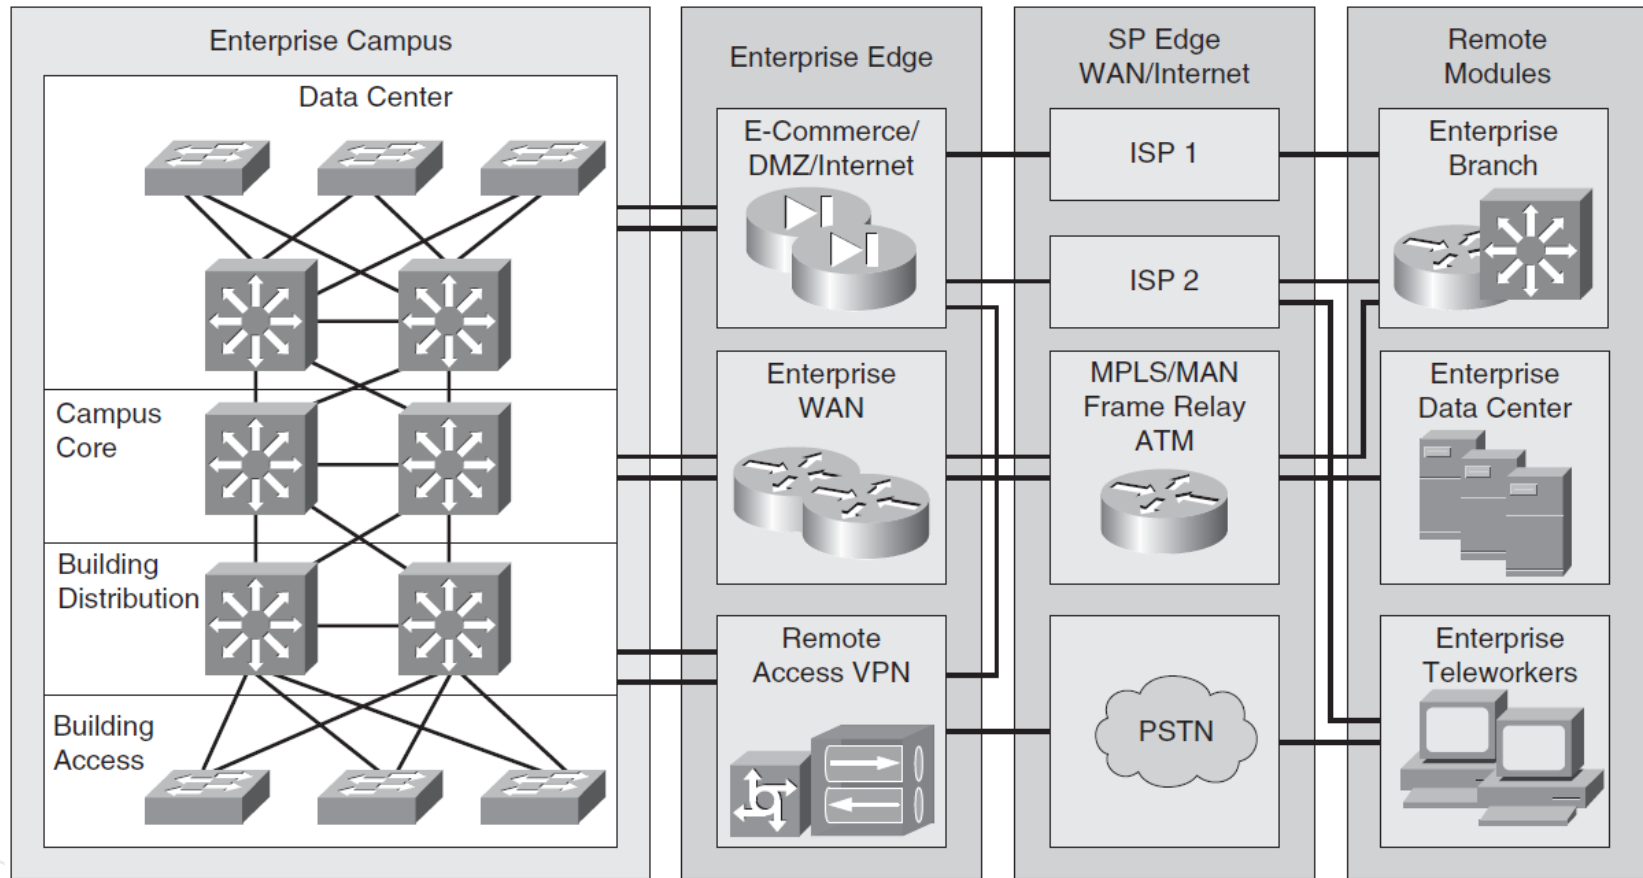 Enterprise Campus
Data Center
Campus
Core
Building
Distribution
Building
Access
Enterprise Edge
E-Commerce/
DMZ/Internet
Enterprise
WAN
Remote
Access VPN
SP Edge
WAN/Internet
ISP 1
ISP 2
MPLS/MAN
Frame Relay
ATM
PSTN
Remote
Modules
Enterprise
Branch
Enterprise
Data Center
Enterprise
Teleworkers